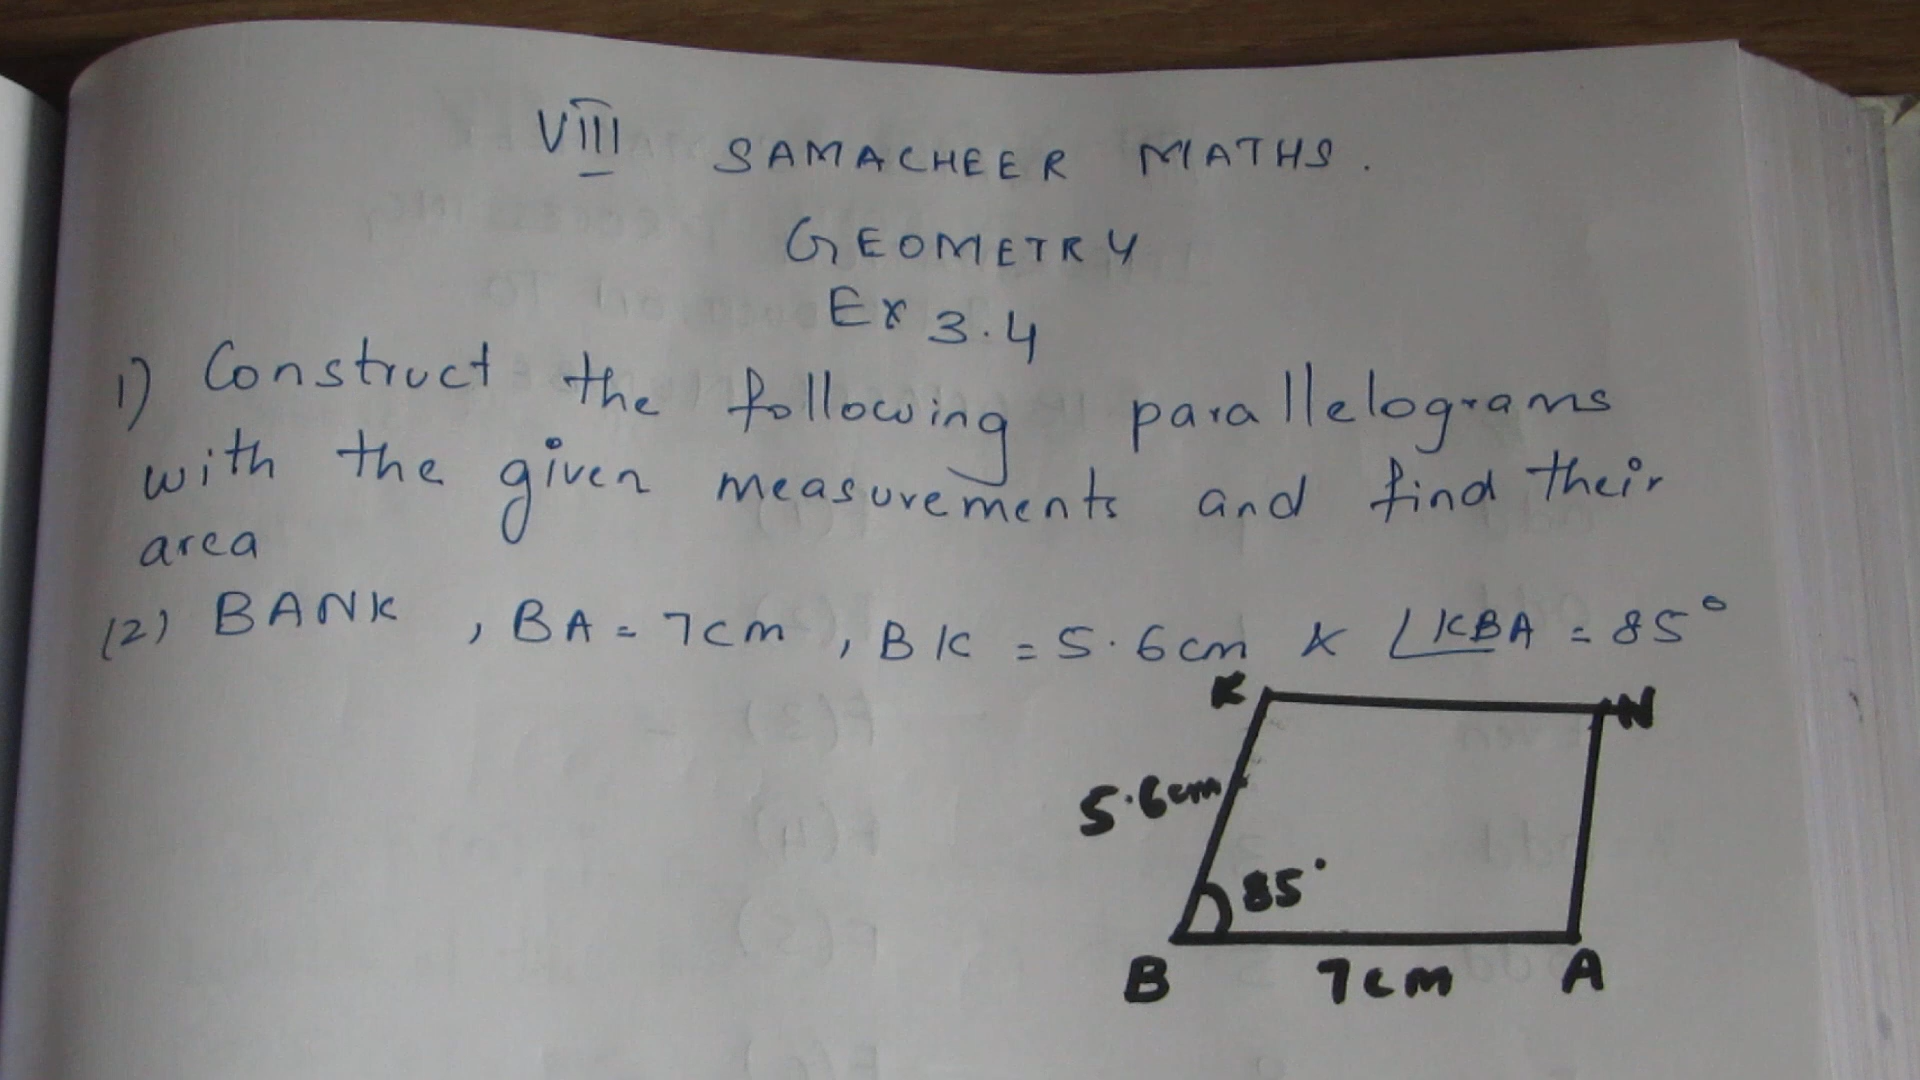 VIII SAMACHEER MATHS.
GEOMETRY
Ex 3.4
1) Construct the following parallelograms
with the given measurements and find their
area
(2) BANK, BA = 7cm, BK = 5.6cm & ∠KBA = 85°
K N
5.6cm
85°
B 7cm A